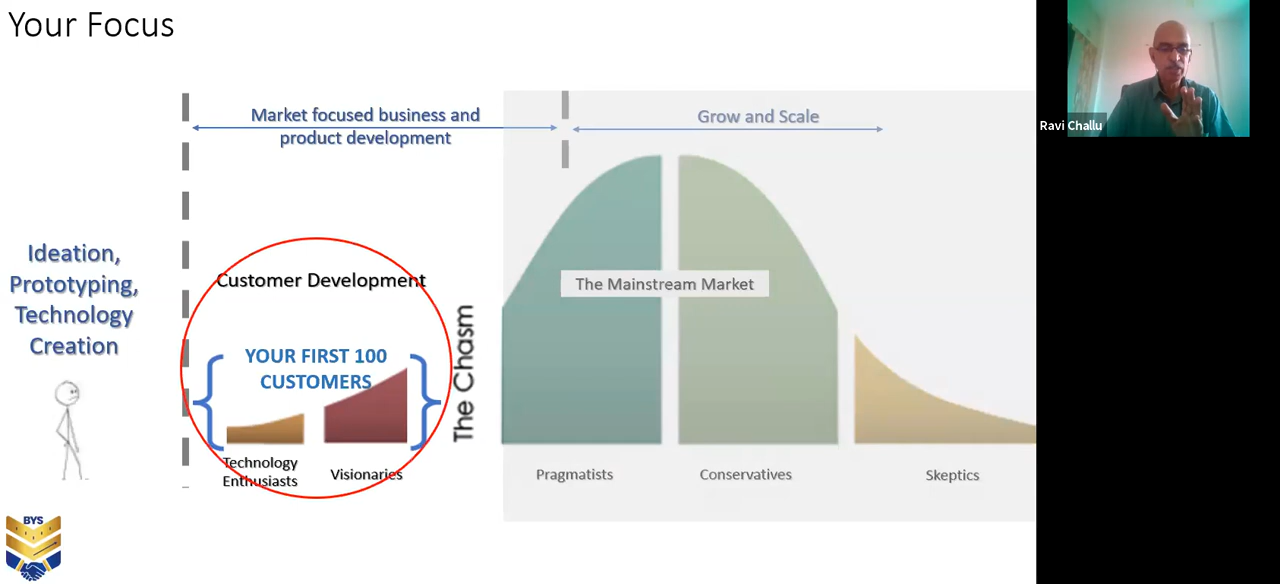 Your Focus
Market focused business and
product development
Grow and Scale
Ravi Challu
Ideation,
Prototyping,
Technology
Creation
Customer Development
YOUR FIRST 100
CUSTOMERS
The Chasm
The Mainstream Market
Technology
Enthusiasts
Visionaries
Pragmatists
Conservatives
Skeptics
BYS